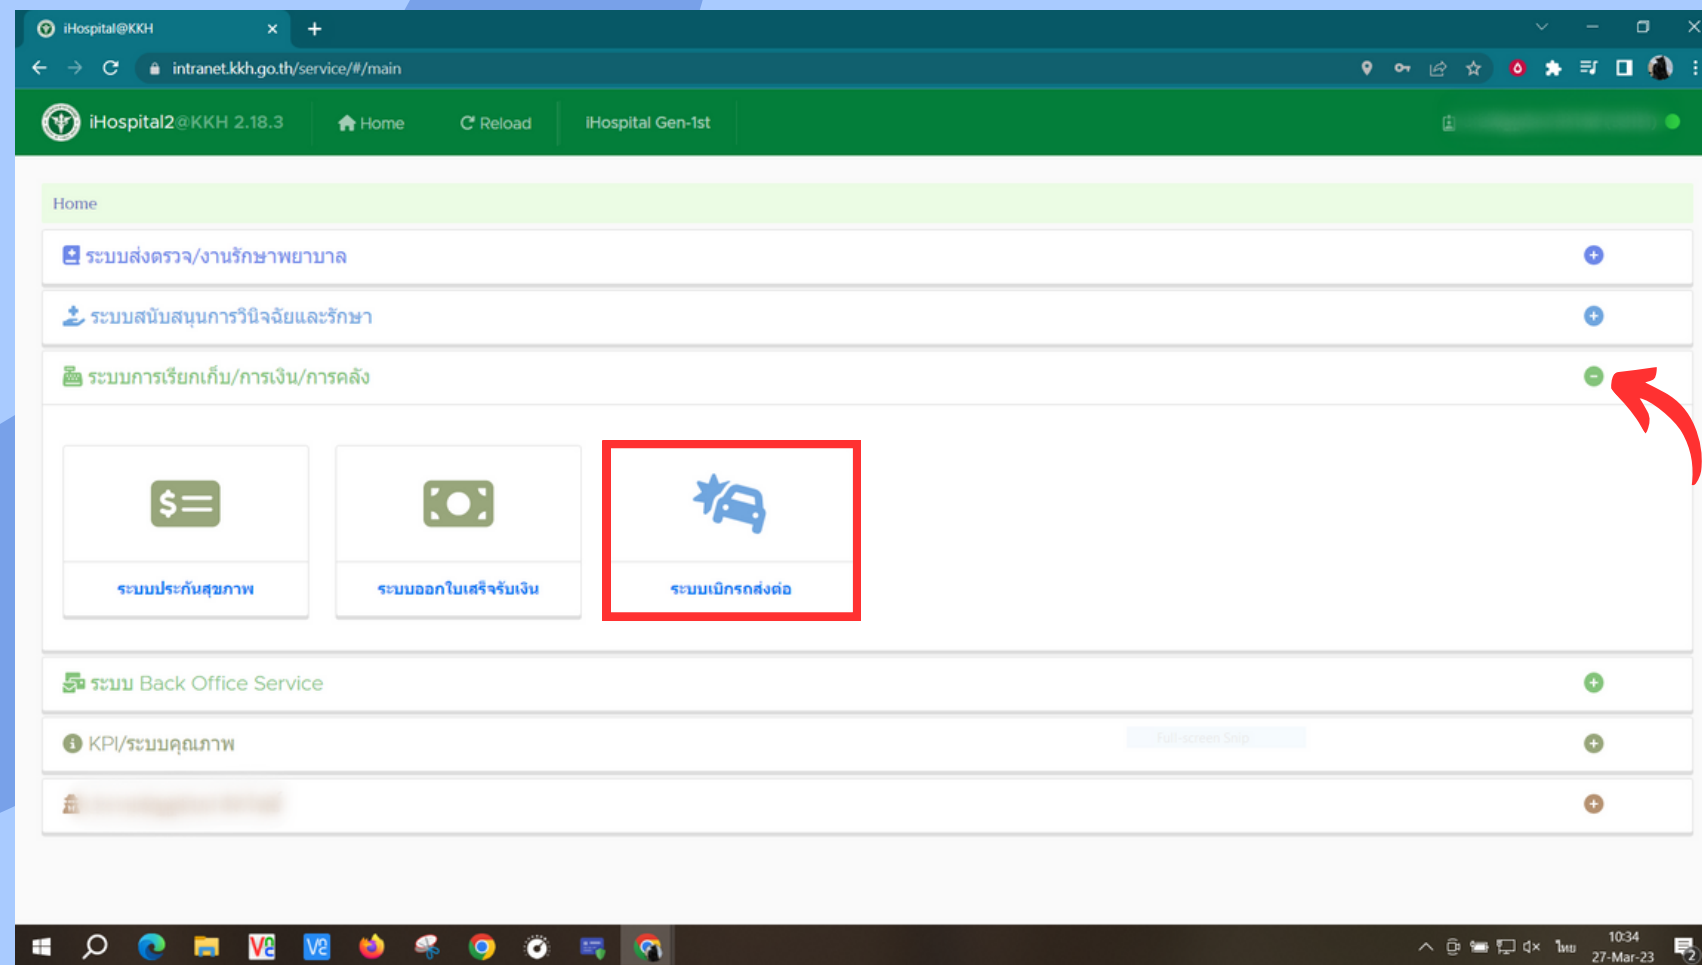 iHospital@KKH
intranet.kkh.go.th/service/#/main
iHospital2@KKH 2.18.3 Home Reload iHospital Gen-1st
Home
ระบบส่งตรวจ/งานรักษาพยาบาล
ระบบสนับสนุนการวินิจฉัยและรักษา
ระบบการเรียกเก็บ/การเงิน/การคลัง
ระบบประกันสุขภาพ ระบบออกใบเสร็จรับเงิน ระบบเบิกรถส่งต่อ
ระบบ Back Office Service
KPI/ระบบคุณภาพ
Full-screen Snip
ไทย 10:34
27-Mar-23 2